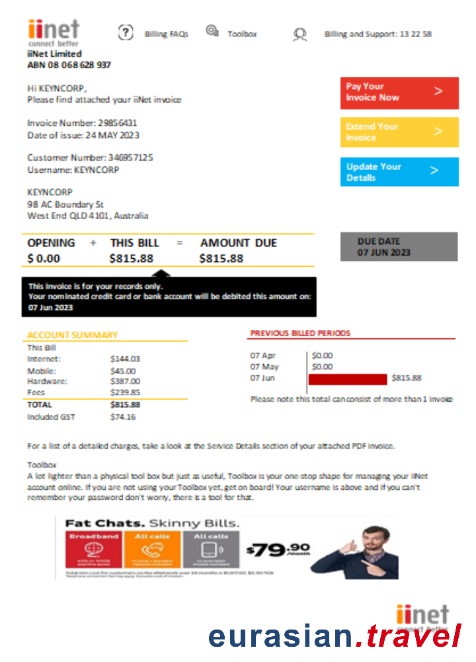 iinet
connect better
Billing FAQs
Toolbox
Billing and Support: 13 22 58
iiNet Limited
ABN 08 068 628 937
Hi KEYNCORP,
Please find attached your iiNet invoice
Pay Your
Invoice Now >
Invoice Number: 29856431
Date of issue: 24 MAY 2023
Extend Your
invoice >
Customer Number: 346957125
Username: KEYNCORP
Update Your
Details >
KEYNCORP
98 AC Boundary St
West End QLD 4101, Australia
OPENING + THIS BILL = AMOUNT DUE
$ 0.00 $815.88 $815.88
DUE DATE
07 JUN 2023
This invoice is for your records only.
Your nominated credit card or bank account will be debited this amount on:
07 Jun 2023
ACCOUNT SUMMARY
This Bill
Internet: $144.03
Mobile: $45.00
Hardware: $387.00
Fees $239.85
TOTAL $815.88
Included GST $74.16
PREVIOUS BILLED PERIODS
07 Apr $0.00
07 May $0.00
07 Jun $815.88
Please note this total can consist of more than 1 invoice
For a list of a detailed charges, take a look at the Service Details section of your attached PDF invoice.
Toolbox
A lot lighter than a physical tool box but just as useful, Toolbox is your one stop shape for managing your iiNet
account online. If you are not using your Toolbox yet, get on board! Your username is above and if you can't
remember your password don't worry, there is a tool for that.
Fat Chats. Skinny Bills.
Broadband
All calls
All calls
$79.90
/month
iinet
connect better
eurasian.travel